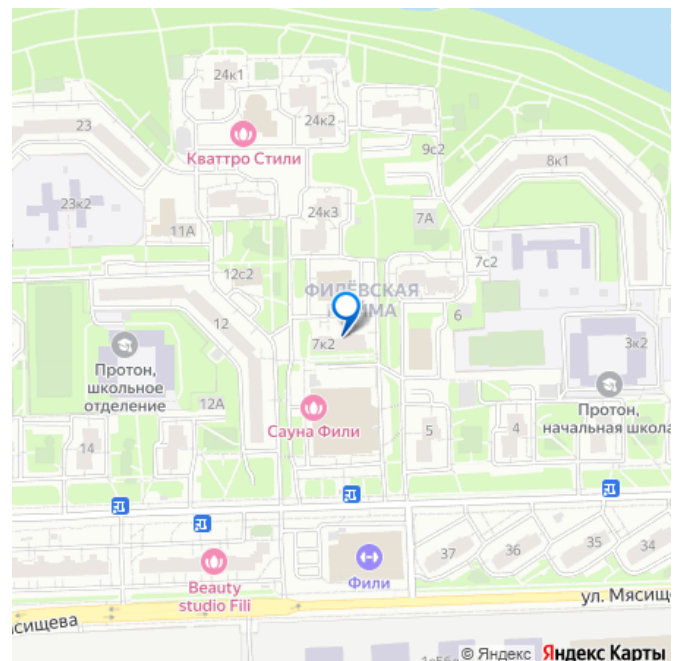 24к1
24к2
23
Кваттро Стили
9с2
8к1
23к2
24к3
7А
11А
12с2
7с2
ФИЛЁВСКАЯ
6
12
7к2
3к2
Протон,
школьное
отделение
12А
Протон,
начальная школа
Сауна Фили
5
4
14
37
36
35
34
Фили
Beauty
studio Fili
ул. Мясищ
сищева
© Яндекс Яндекс Карты